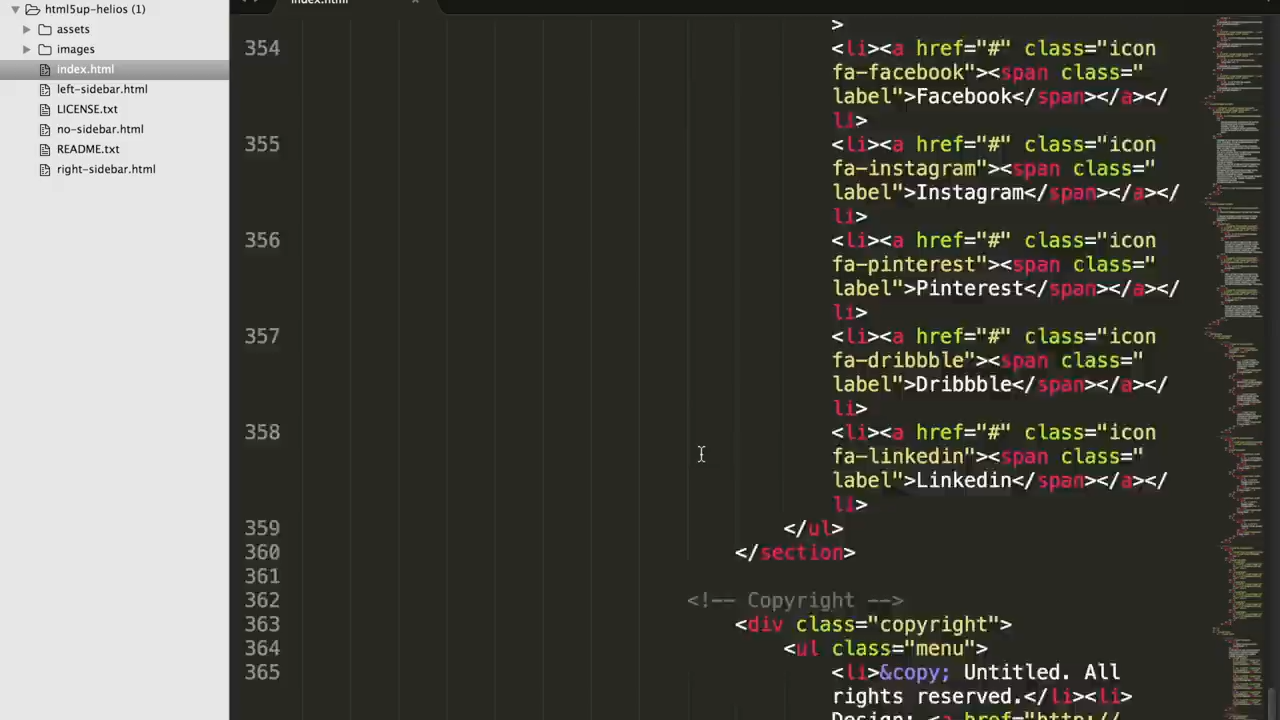 html5up-helios (1)
assets
images
index.html
left-sidebar.html
LICENSE.txt
no-sidebar.html
README.txt
right-sidebar.html
index.html ×
>
354 <li><a href="#" class="icon
fa-facebook"><span class="
label">Facebook</span></a></
li>
355 <li><a href="#" class="icon
fa-instagram"><span class="
label">Instagram</span></a></
li>
356 <li><a href="#" class="icon
fa-pinterest"><span class="
label">Pinterest</span></a></
li>
357 <li><a href="#" class="icon
fa-dribbble"><span class="
label">Dribbble</span></a></
li>
358 <li><a href="#" class="icon
fa-linkedin"><span class="
label">Linkedin</span></a></
li>
359 </ul>
360 </section>
361
362 <!-- Copyright -->
363 <div class="copyright">
364 <ul class="menu">
365 <li>&copy; Untitled. All
rights reserved.</li><li>
Design: <a href="http://